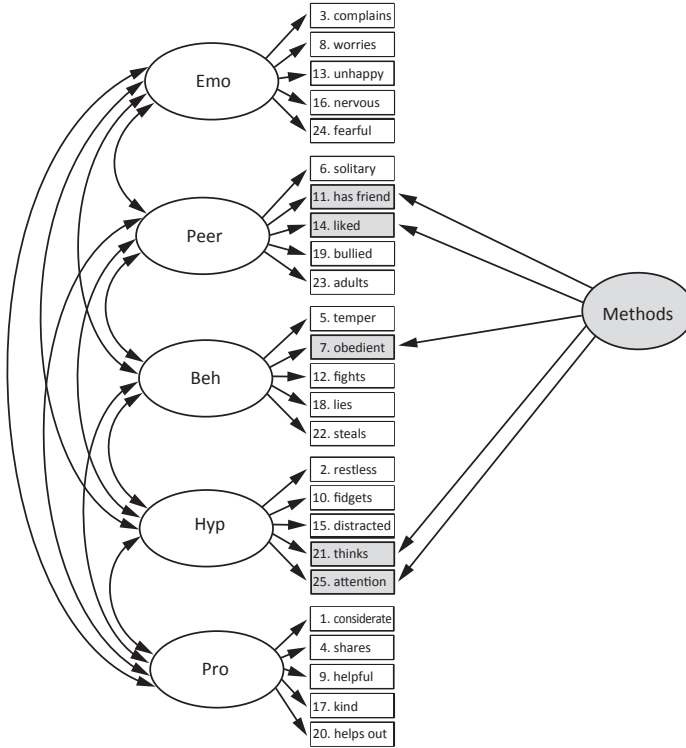 Emo
3. complains
8. worries
13. unhappy
16. nervous
24. fearful
Peer
6. solitary
11. has friend
14. liked
19. bullied
23. adults
Methods
Beh
5. temper
7. obedient
12. fights
18. lies
22. steals
Hyp
2. restless
10. fidgets
15. distracted
21. thinks
25. attention
Pro
1. considerate
4. shares
9. helpful
17. kind
20. helps out